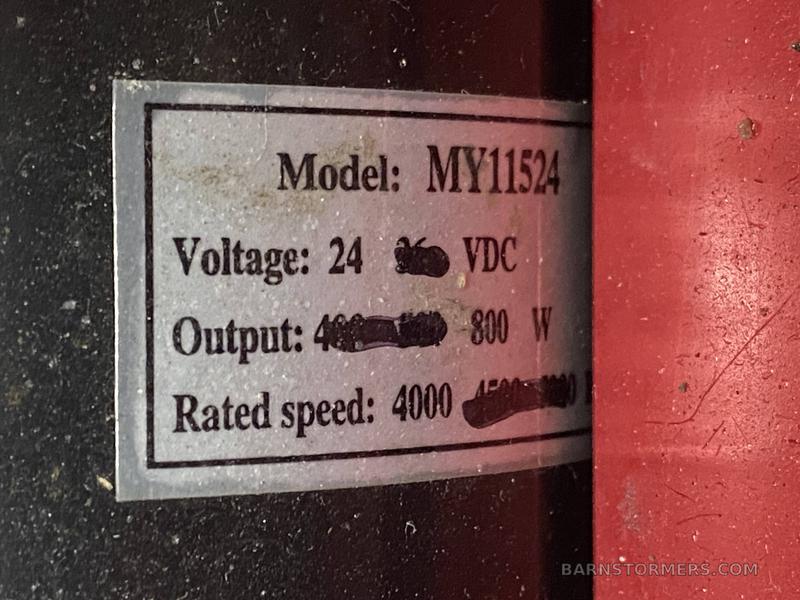 Model: MY11524
Voltage: 24 VDC
Output: 800 W
Rated speed: 4000
BARNSTORMERS.COM